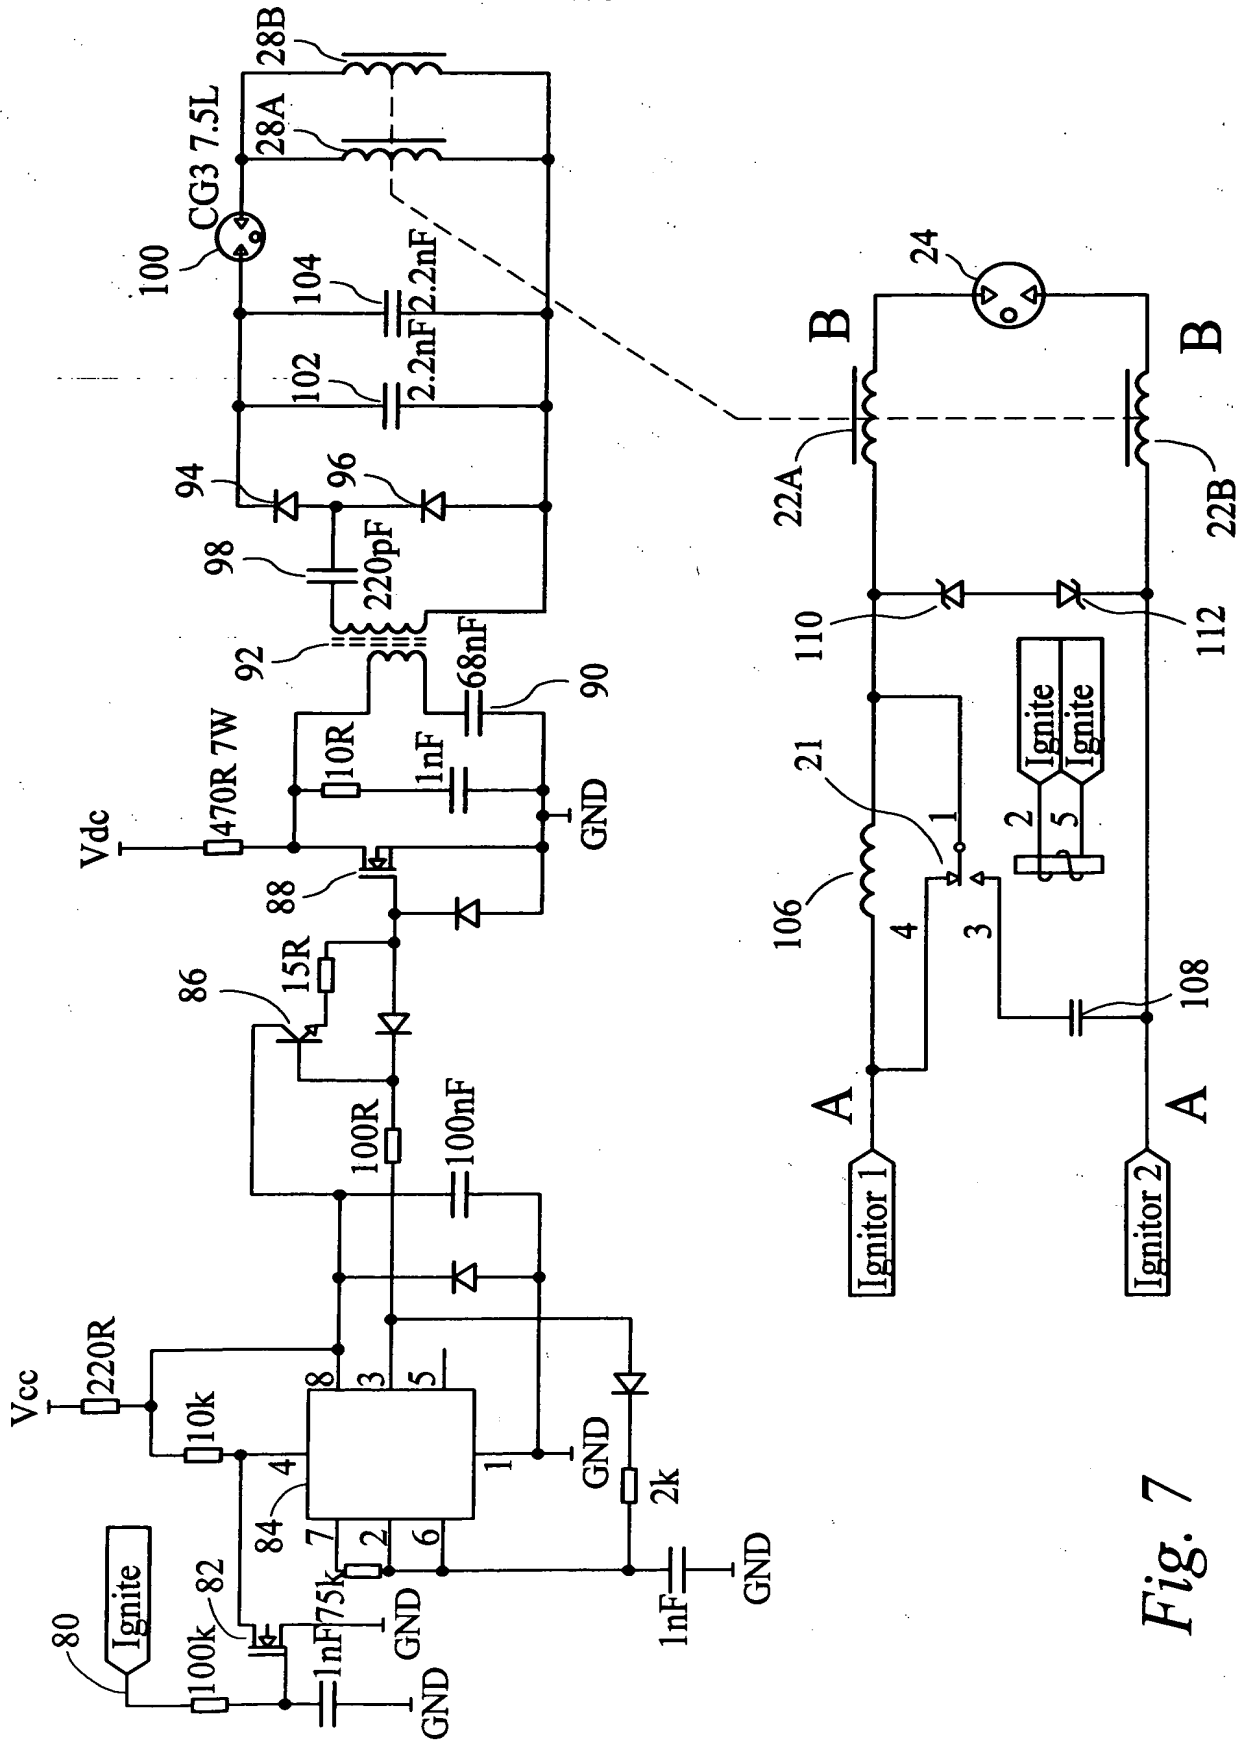 80
Ignite
100k
82
1nF
GND
GND
Vcc
220R
10k
84
4
7
2
6
8
3
5
1
75k
GND
2k
1nF
GND
100R
100nF
86
15R
88
Vdc
470R 7W
10R
1nF
GND
92
68nF
90
98
220pF
94
96
102
2.2nF
104
2.2nF
100
CG3 7.5L
28A
28B
Ignitor 1
A
106
4
1
21
3
108
2
5
Ignite
Ignite
110
112
22A
B
24
22B
B
Ignitor 2
A
Fig. 7